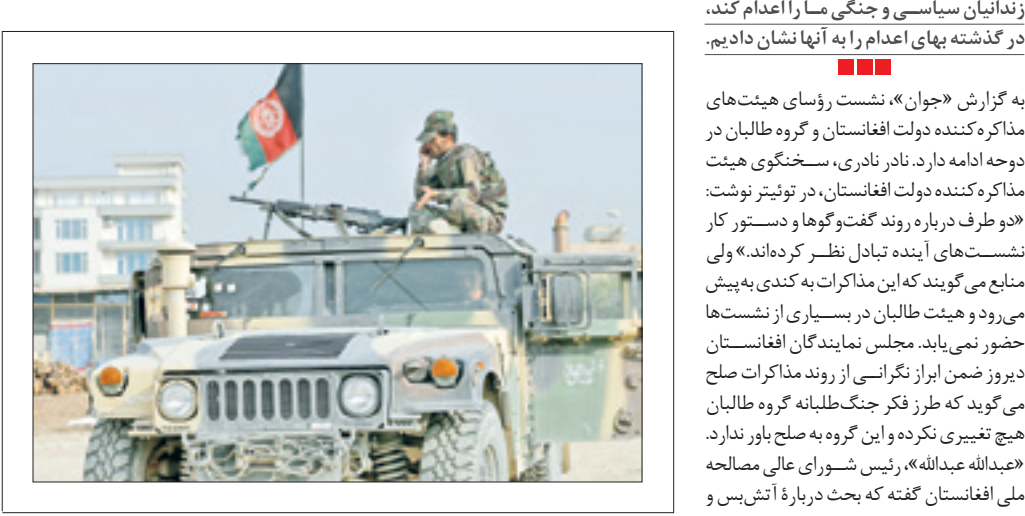 زندانیان سیاسی و جنگی ما را اعدام کند،
در گذشته بهای اعدام را به آنها نشان دادیم.
به گزارش «جوان»، نشست رؤسای هیئت‌های
مذاکره‌کننده دولت افغانستان و گروه طالبان در
دوحه ادامه دارد. نادر نادری، سخنگوی هیئت
مذاکره‌کننده دولت افغانستان، در توئیتر نوشت:
«دو طرف درباره روند گفت‌وگوها و دستور کار
نشست‌های آینده تبادل نظر کرده‌اند.» ولی
منابع می‌گویند که این مذاکرات به کندی به‌پیش
می‌رود و هیئت طالبان در بسیاری از نشست‌ها
حضور نمی‌یابد. مجلس نمایندگان افغانستان
دیروز ضمن ابراز نگرانی از روند مذاکرات صلح
می‌گوید که طرز فکر جنگ‌طلبانه گروه طالبان
هیچ تغییری نکرده و این گروه به صلح باور ندارد.
«عبدالله عبدالله»، رئیس شورای عالی مصالحه
ملی افغانستان گفته که بحث دربارهٔ آتش‌بس و